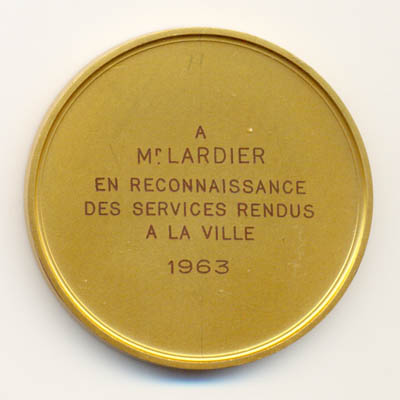 A
Mr LARDIER
EN RECONNAISSANCE
DES SERVICES RENDUS
A LA VILLE
1963